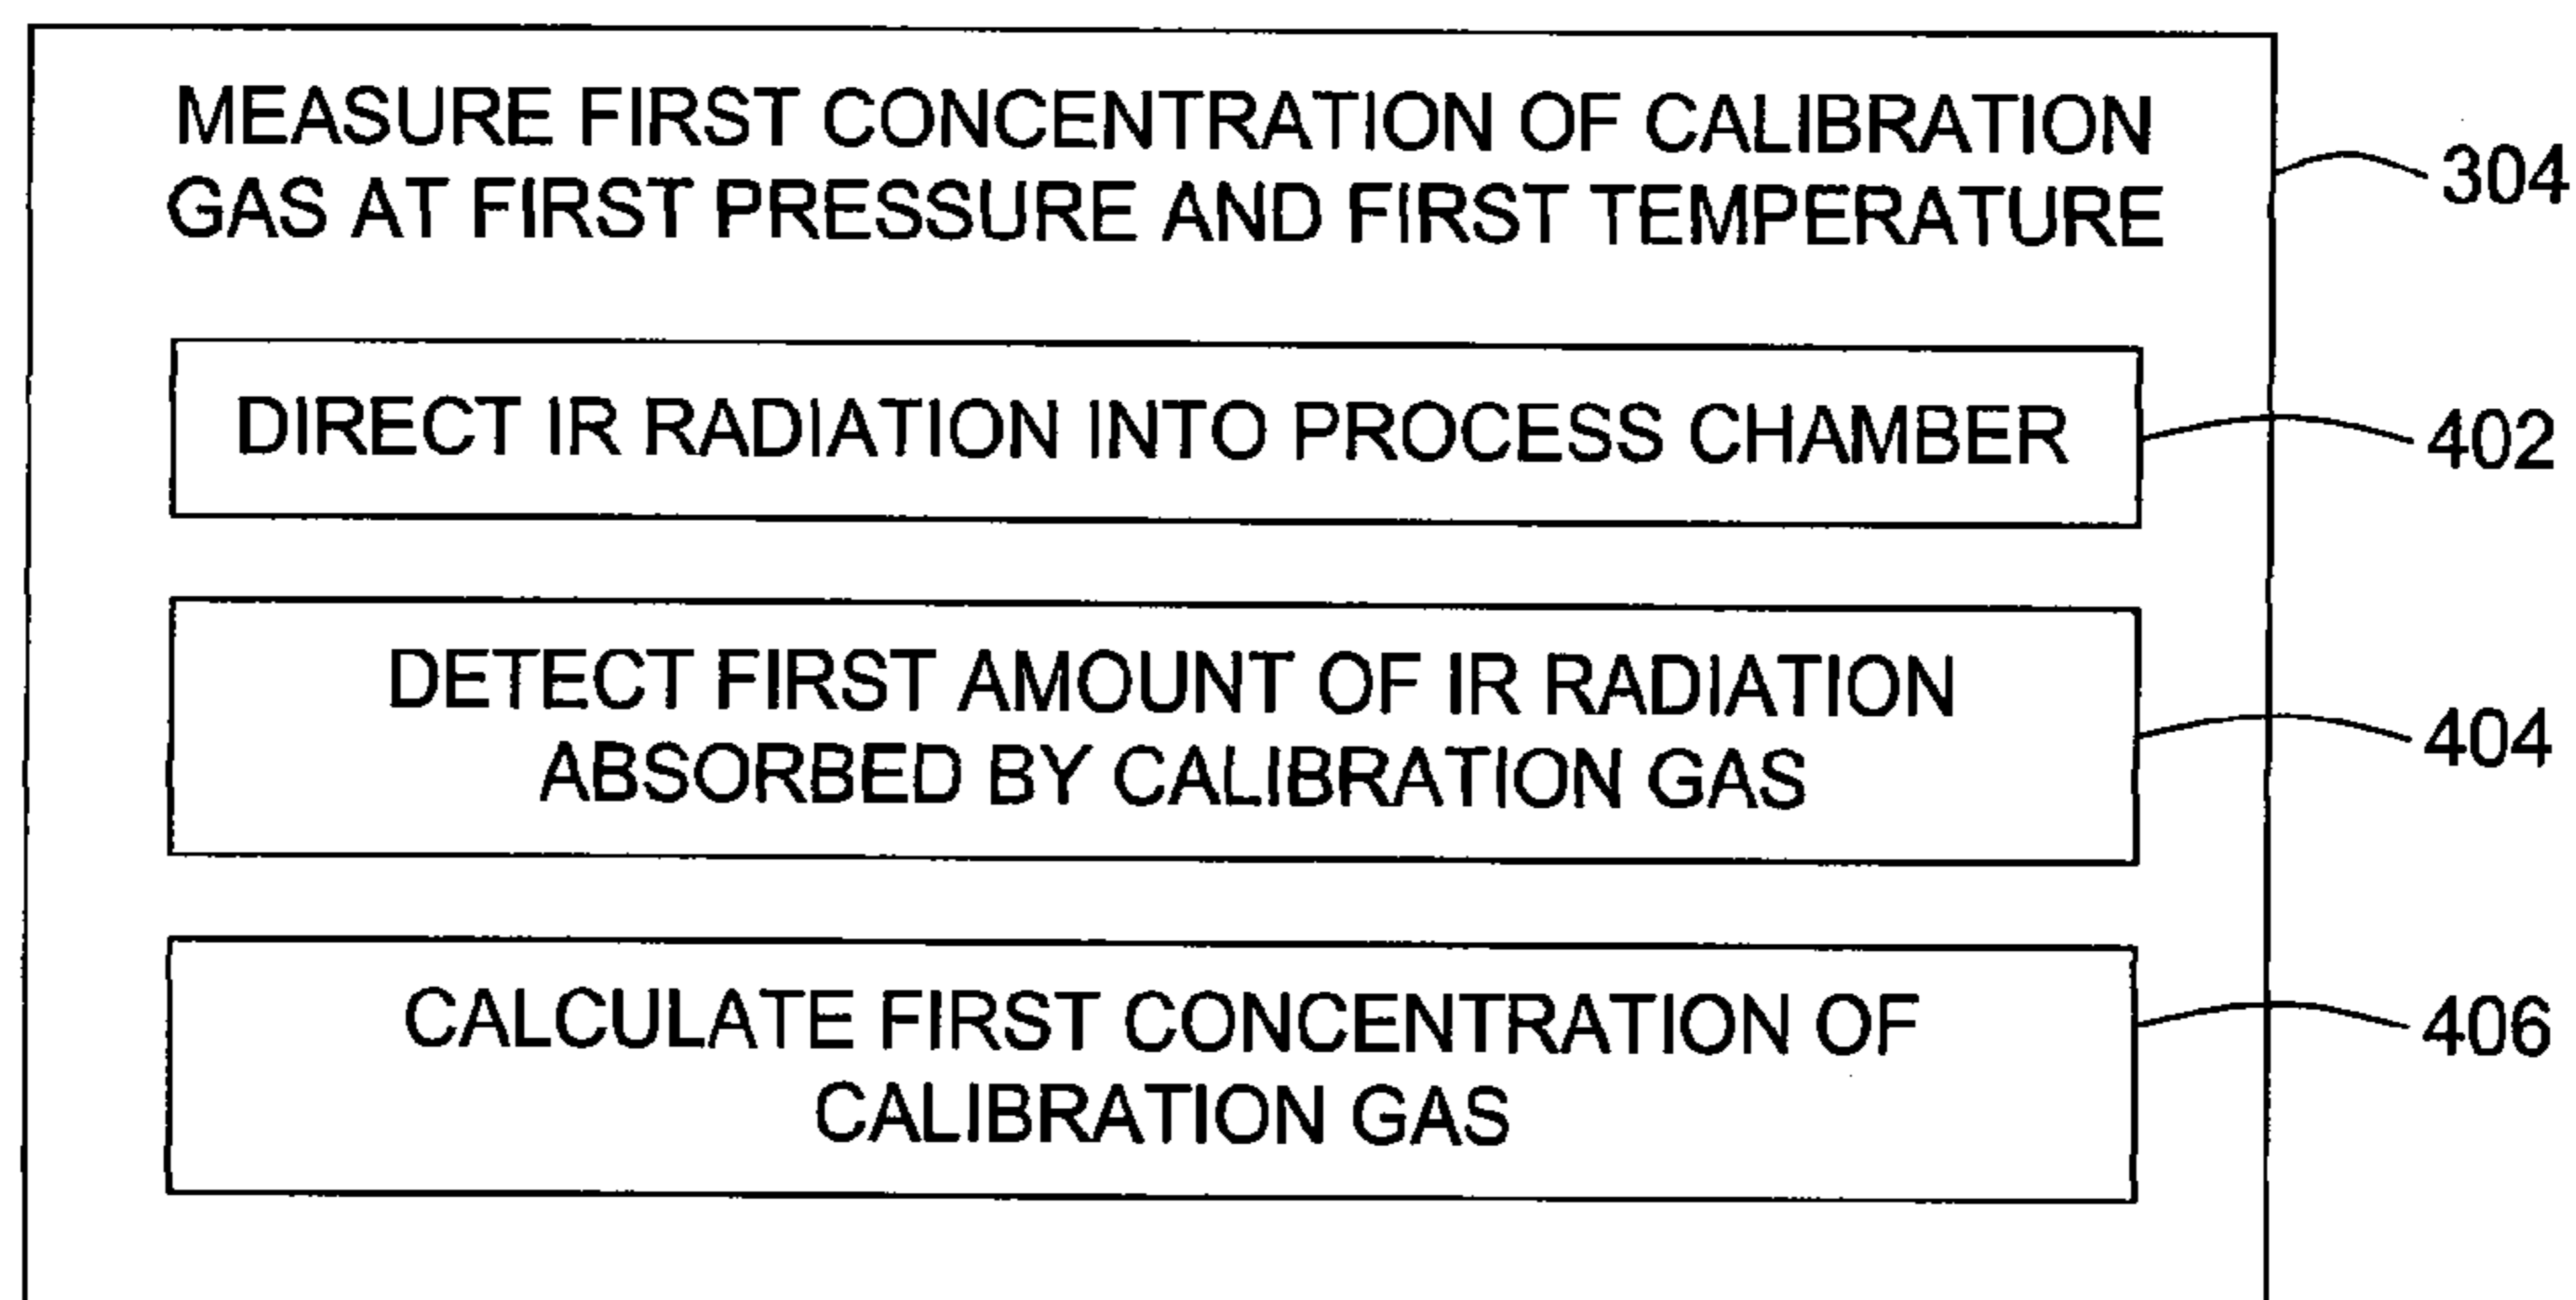 MEASURE FIRST CONCENTRATION OF CALIBRATION
GAS AT FIRST PRESSURE AND FIRST TEMPERATURE
304
DIRECT IR RADIATION INTO PROCESS CHAMBER
402
DETECT FIRST AMOUNT OF IR RADIATION
ABSORBED BY CALIBRATION GAS
404
CALCULATE FIRST CONCENTRATION OF
CALIBRATION GAS
406